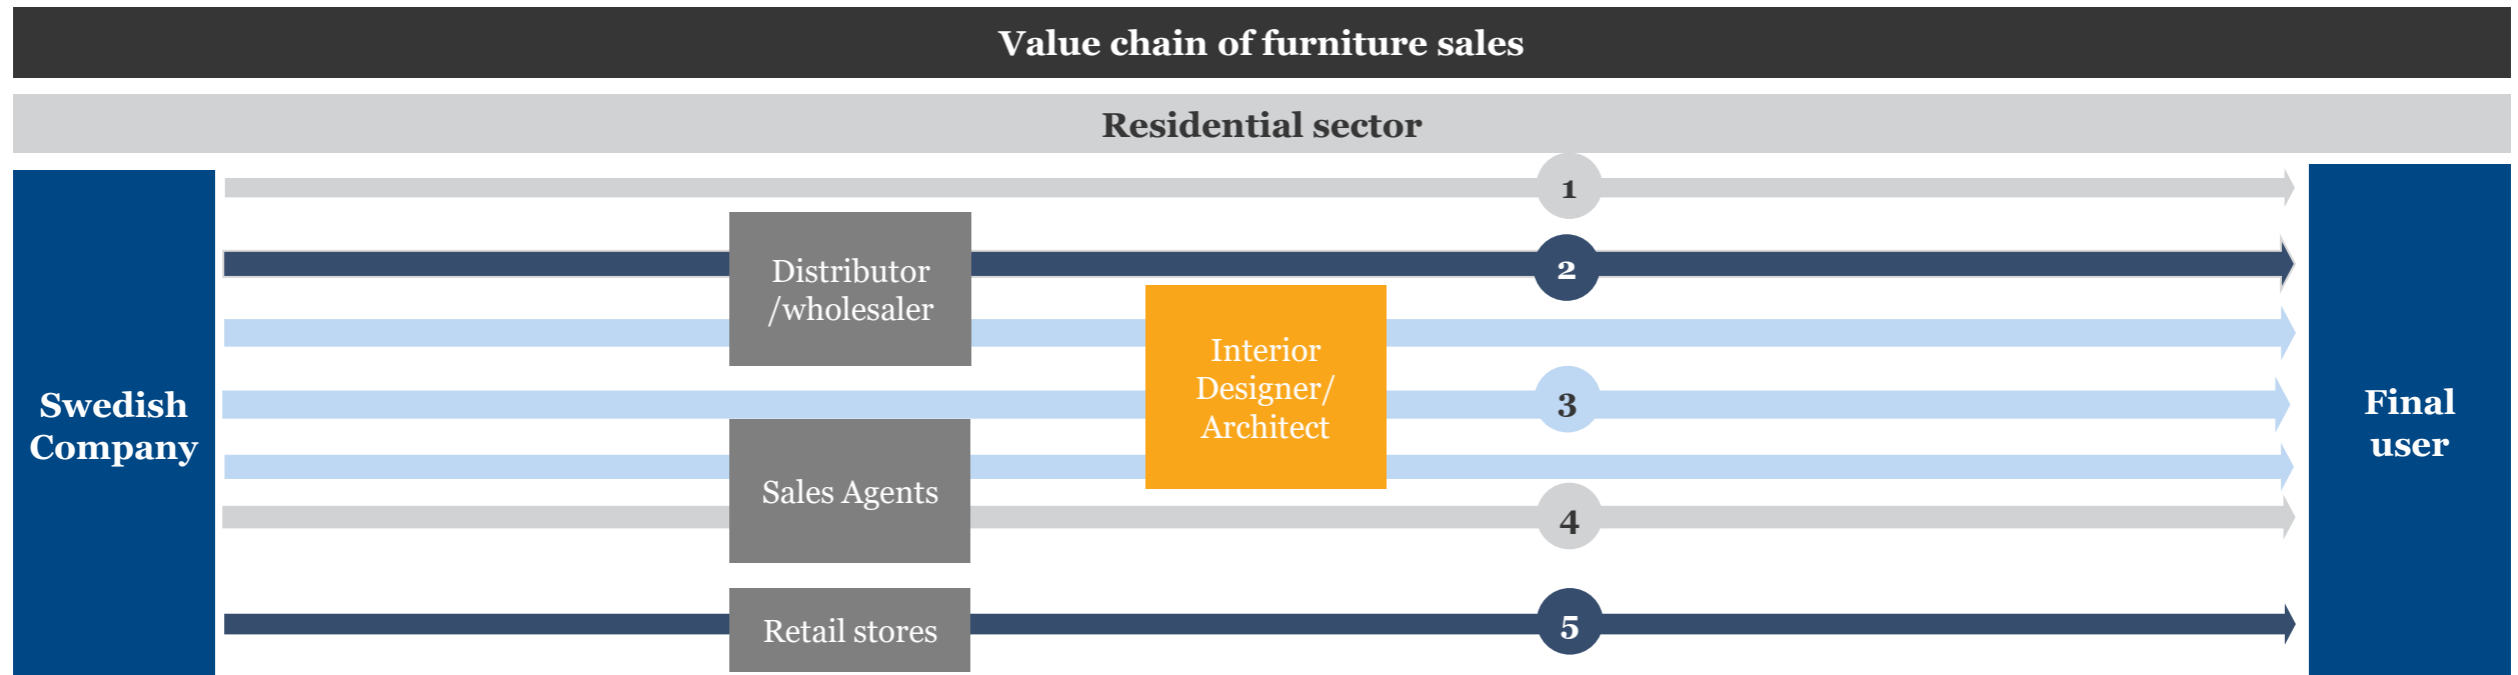 Value chain of furniture sales
Residential sector
Swedish
Company
1
Distributor
/wholesaler
2
Interior
Designer/
Architect
3
Sales Agents
4
Retail stores
5
Final
user